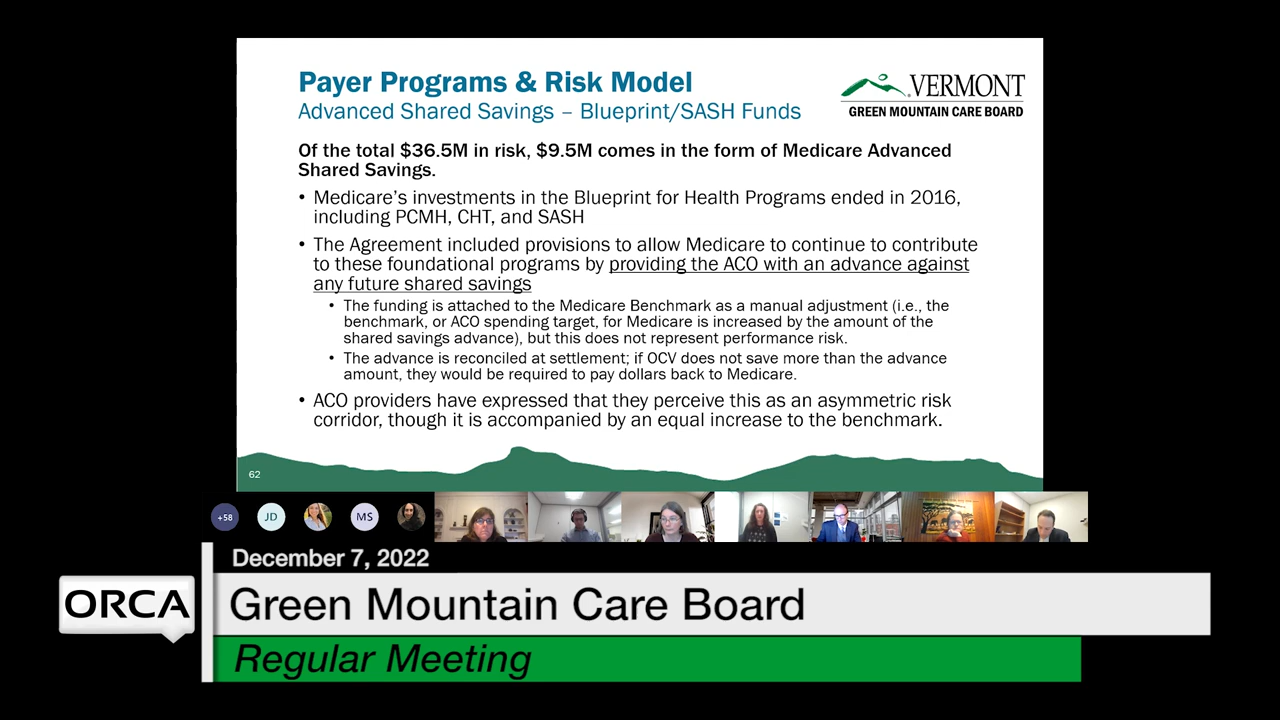 Payer Programs & Risk Model
Advanced Shared Savings – Blueprint/SASH Funds
VERMONT
GREEN MOUNTAIN CARE BOARD
Of the total $36.5M in risk, $9.5M comes in the form of Medicare Advanced
Shared Savings.
• Medicare's investments in the Blueprint for Health Programs ended in 2016,
including PCMH, CHT, and SASH
• The Agreement included provisions to allow Medicare to continue to contribute
to these foundational programs by providing the ACO with an advance against
any future shared savings
• The funding is attached to the Medicare Benchmark as a manual adjustment (i.e., the
benchmark, or ACO spending target, for Medicare is increased by the amount of the
shared savings advance), but this does not represent performance risk.
• The advance is reconciled at settlement; if OCV does not save more than the advance
amount, they would be required to pay dollars back to Medicare.
• ACO providers have expressed that they perceive this as an asymmetric risk
corridor, though it is accompanied by an equal increase to the benchmark.
62
+58
JD
MS
December 7, 2022
ORCA
Green Mountain Care Board
Regular Meeting